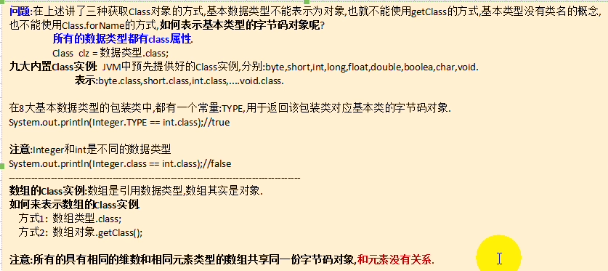 问题:在上述讲了三种获取Class对象的方式,基本数据类型不能表示为对象,也就不能使用getClass的方式,基本类型没有类名的概念,
也不能使用Class.forName的方式,如何表示基本类型的字节码对象呢?
所有的数据类型都有class属性.
Class clz = 数据类型.class;
九大内置Class实例: JVM中预先提供好的Class实例,分别:byte,short,int,long,float,double,boolea,char,void.
表示:byte.class,short.class,int.class,....void.class.
在8大基本数据类型的包装类中,都有一个常量:TYPE,用于返回该包装类对应基本类的字节码对象.
System.out.println(Integer.TYPE == int.class);//true
注意:Integer和int是不同的数据类型
System.out.println(Integer.class == int.class);//false
数组的Class实例:数组是引用数据类型,数组其实是对象.
如何来表示数组的Class实例.
方式1: 数组类型.class;
方式2: 数组对象.getClass();
注意:所有的具有相同的维数和相同元素类型的数组共享同一份字节码对象,和元素没有关系.